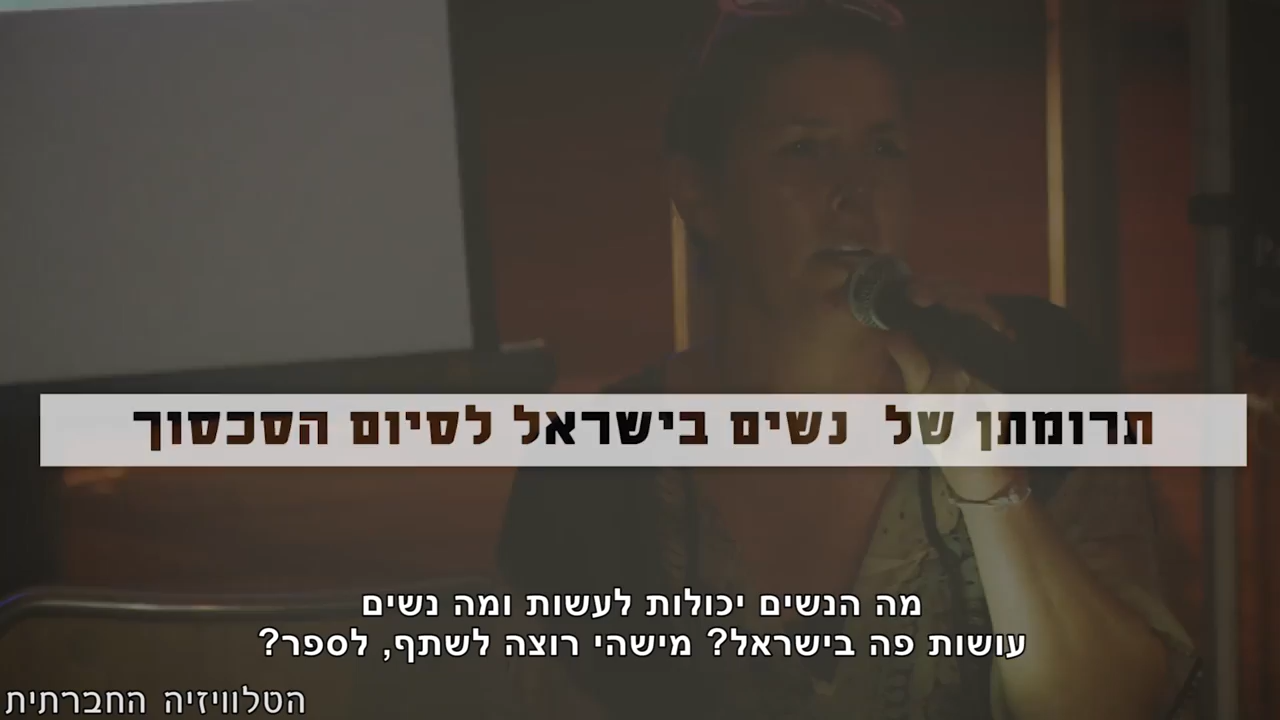 תרומתן של נשים בישראל לסיום הסכסוך
מה הנשים יכולות לעשות ומה נשים
עושות פה בישראל? מישהי רוצה לשתף, לספר?
הטלוויזיה החברתית